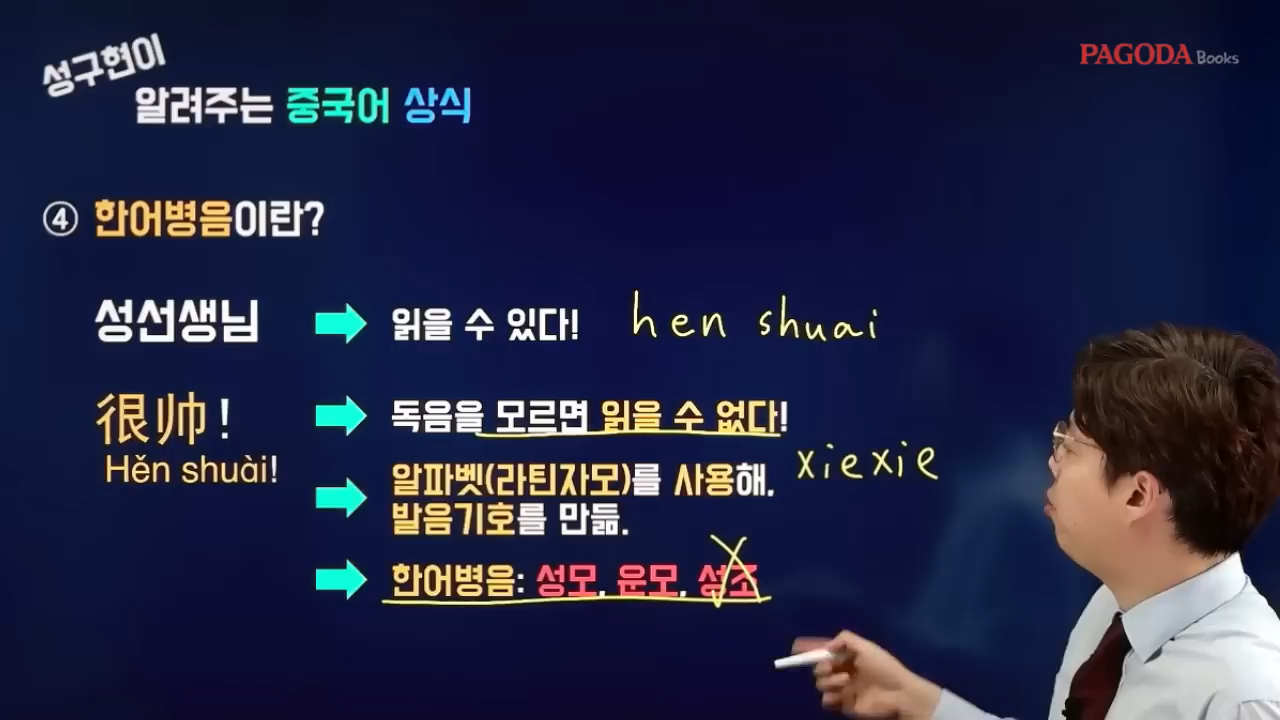 성구현이
알려주는 중국어 상식
PAGODA Books
④ 한어병음이란?
성선생님
읽을 수 있다!
hen shuai
很帅!
Hěn shuài!
독음을 모르면 읽을 수 없다!
알파벳(라틴자모)를 사용해,
발음기호를 만듦.
xiexie
한어병음: 성모, 운모, 성조